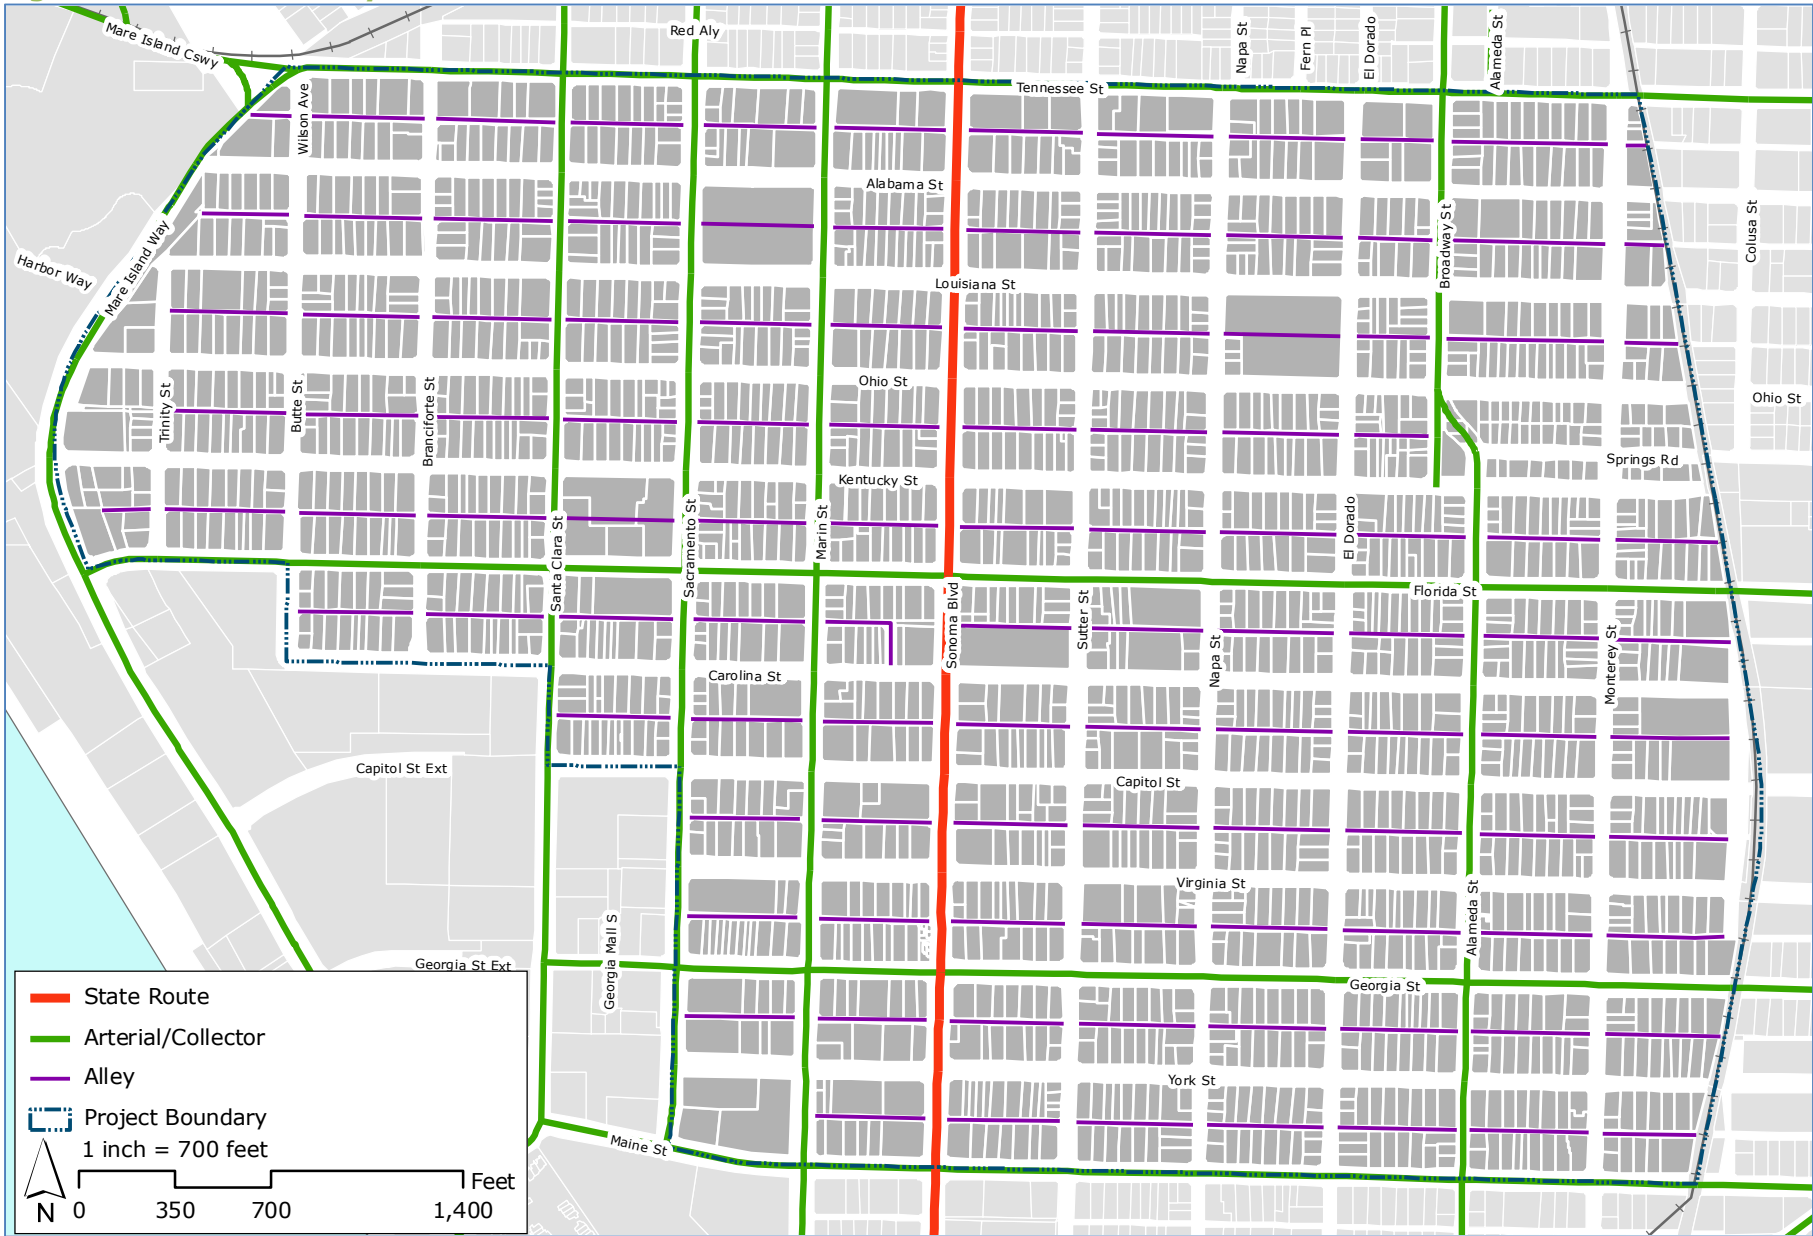 Mare Island Cswy
Red Aly
Napa St
Fern Pl
El Dorado
Alameda St
Tennessee St
Wilson Ave
Alabama St
Broadway St
Colusa St
Harbor Way
Mare Island Way
Louisiana St
Ohio St
Ohio St
Trinity St
Butte St
Branciforte St
Springs Rd
Kentucky St
Santa Clara St
Sacramento St
Marin St
El Dorado
Florida St
Sonoma Blvd
Sutter St
Napa St
Monterey St
Carolina St
Capitol St Ext
Capitol St
Virginia St
Alameda St
Georgia Mall S
Georgia St Ext
Georgia St
York St
Maine St
State Route
Arterial/Collector
Alley
Project Boundary
1 inch = 700 feet
Feet
N
0 350 700 1,400